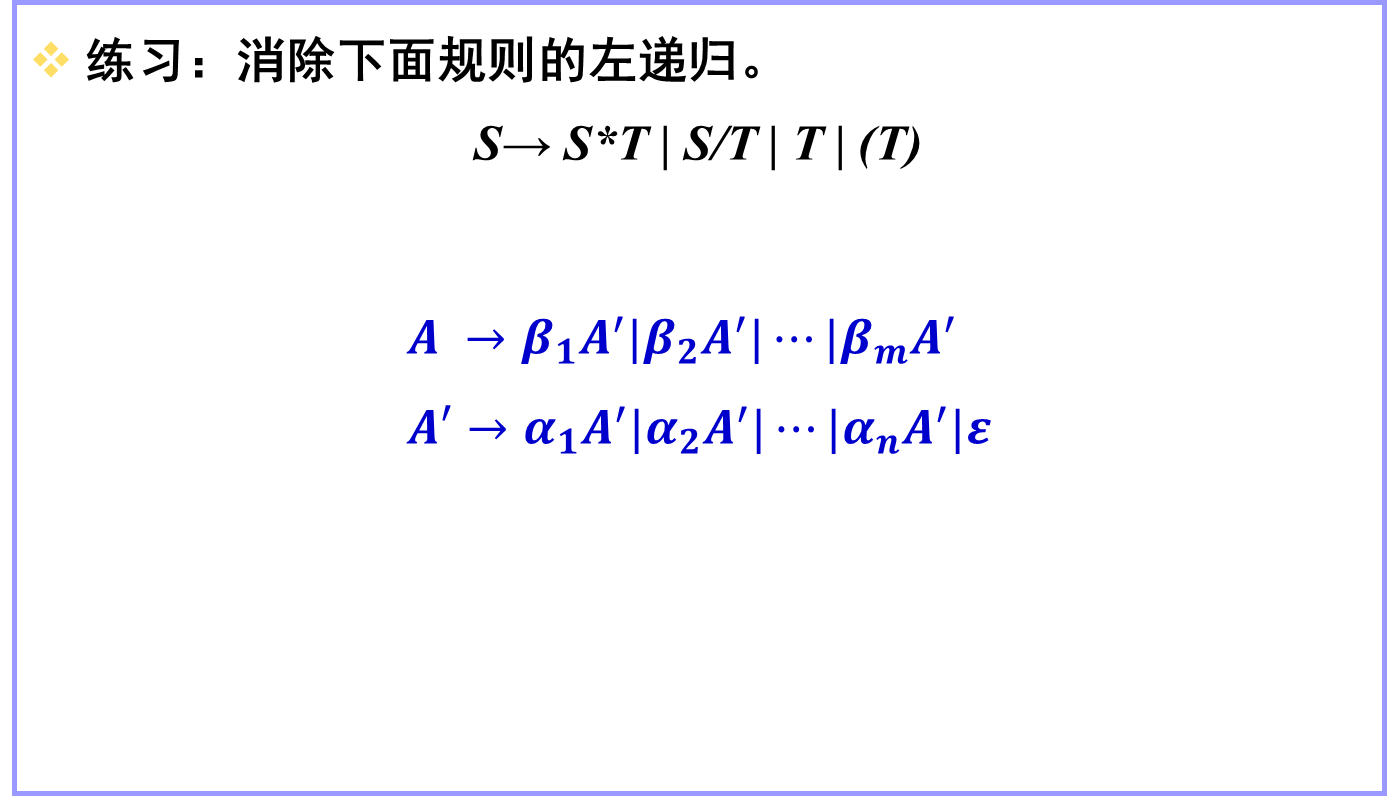 练习：消除下面规则的左递归。
S→ S*T | S/T | T | (T)
A → β₁A′|β₂A′| ⋯ |βₘA′
A′ → α₁A′|α₂A′| ⋯ |αₙA′|ε